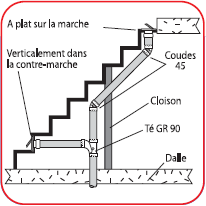 A plat sur la marche
Verticalement dans
la contre-marche
Coudes
45
Cloison
Té GR 90
Dalle